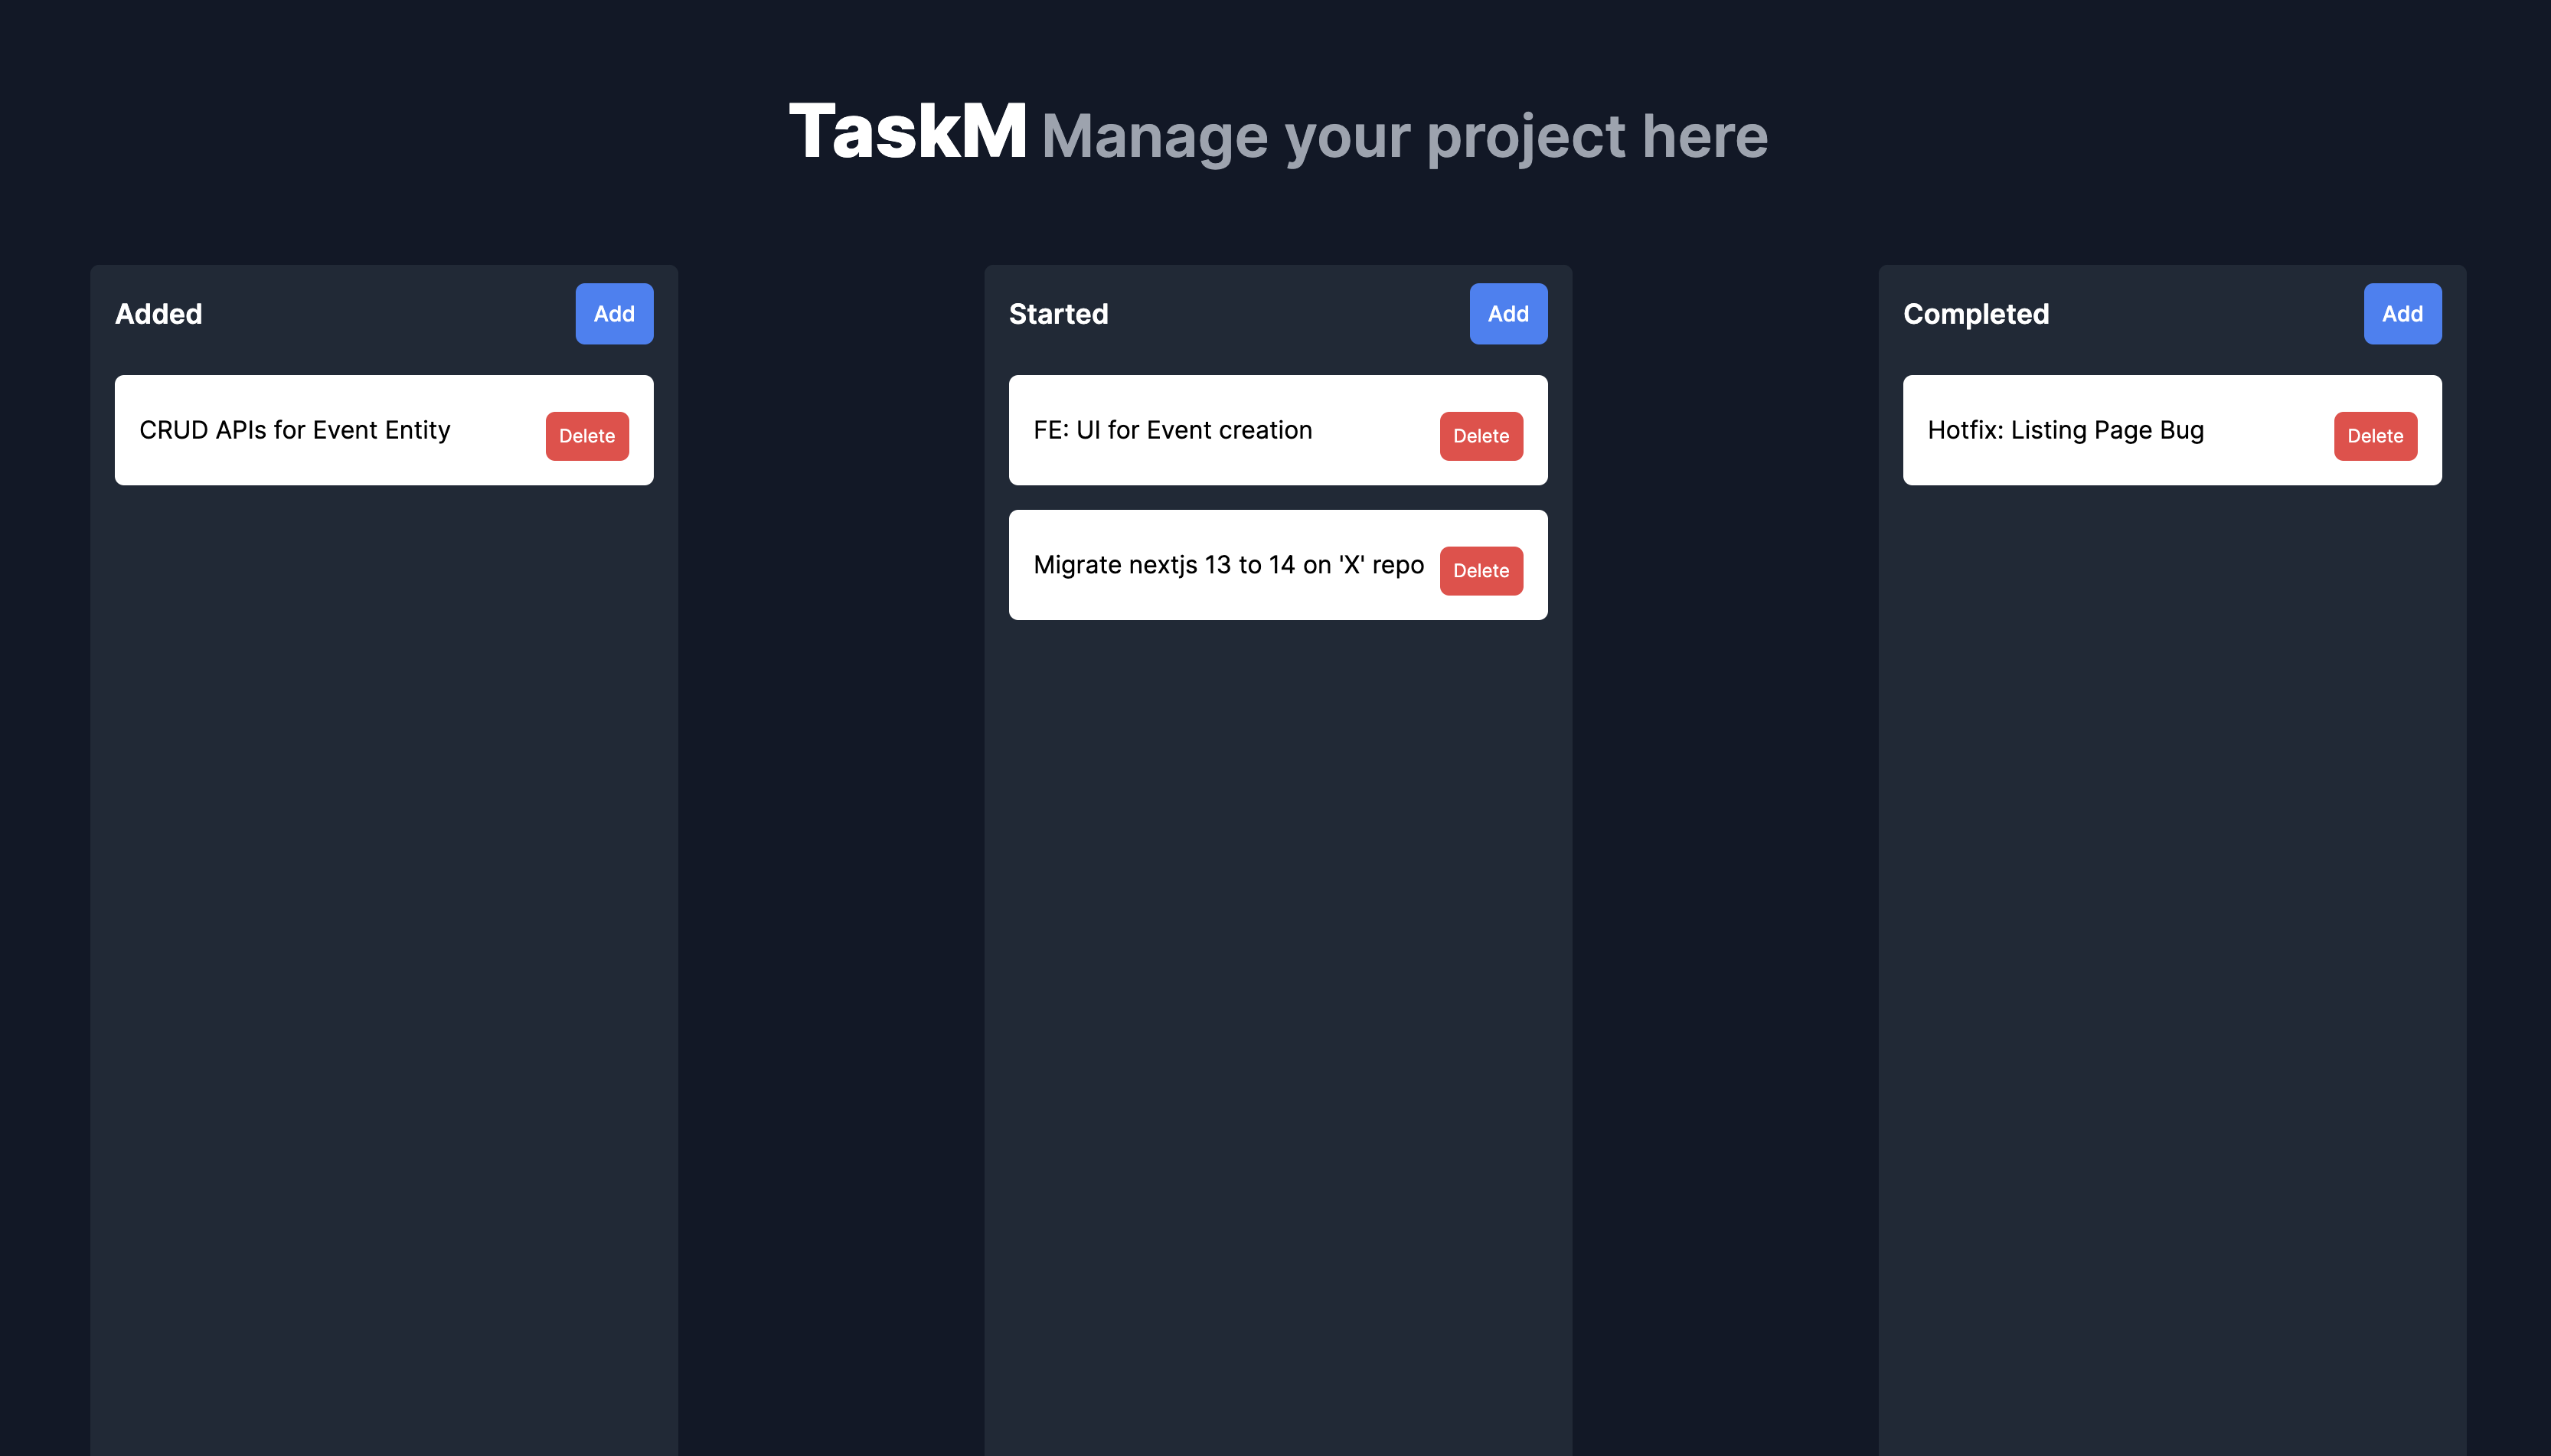 TaskM Manage your project here
Added
Add
CRUD APIs for Event Entity
Delete
Started
Add
FE: UI for Event creation
Delete
Migrate nextjs 13 to 14 on 'X' repo
Delete
Completed
Add
Hotfix: Listing Page Bug
Delete